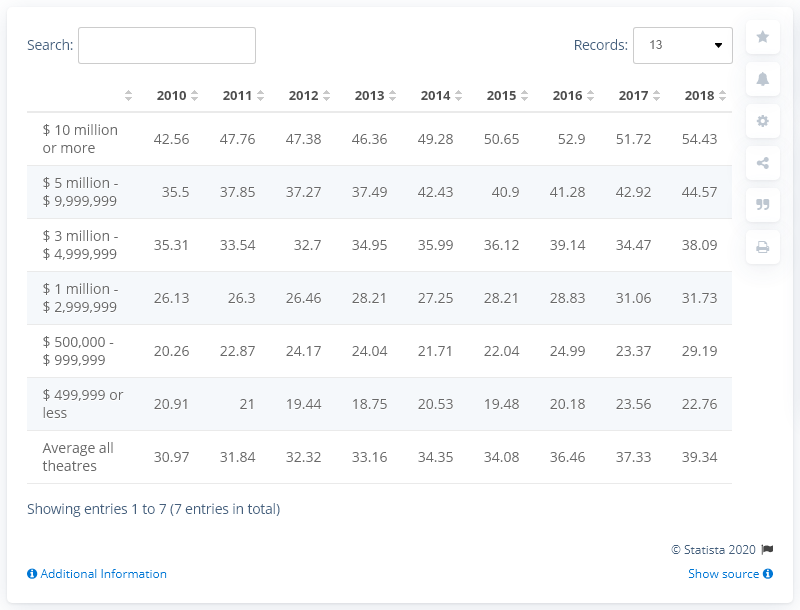 Search: Records: 13
2010 2011 2012 2013 2014 2015 2016 2017 2018
$ 10 million
or more 42.56 47.76 47.38 46.36 49.28 50.65 52.9 51.72 54.43
$ 5 million -
$ 9,999,999 35.5 37.85 37.27 37.49 42.43 40.9 41.28 42.92 44.57
$ 3 million -
$ 4,999,999 35.31 33.54 32.7 34.95 35.99 36.12 39.14 34.47 38.09
$ 1 million -
$ 2,999,999 26.13 26.3 26.46 28.21 27.25 28.21 28.83 31.06 31.73
$ 500,000 -
$ 999,999 20.26 22.87 24.17 24.04 21.71 22.04 24.99 23.37 29.19
$ 499,999 or
less 20.91 21 19.44 18.75 20.53 19.48 20.18 23.56 22.76
Average all
theatres 30.97 31.84 32.32 33.16 34.35 34.08 36.46 37.33 39.34
Showing entries 1 to 7 (7 entries in total)
© Statista 2020
Additional Information Show source